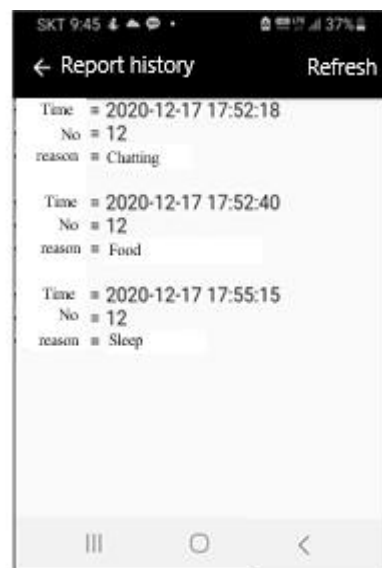 SKT 9:45
37%
← Report history Refresh
Time = 2020-12-17 17:52:18
No = 12
reason = Chatting
Time = 2020-12-17 17:52:40
No = 12
reason = Food
Time = 2020-12-17 17:55:15
No = 12
reason = Sleep